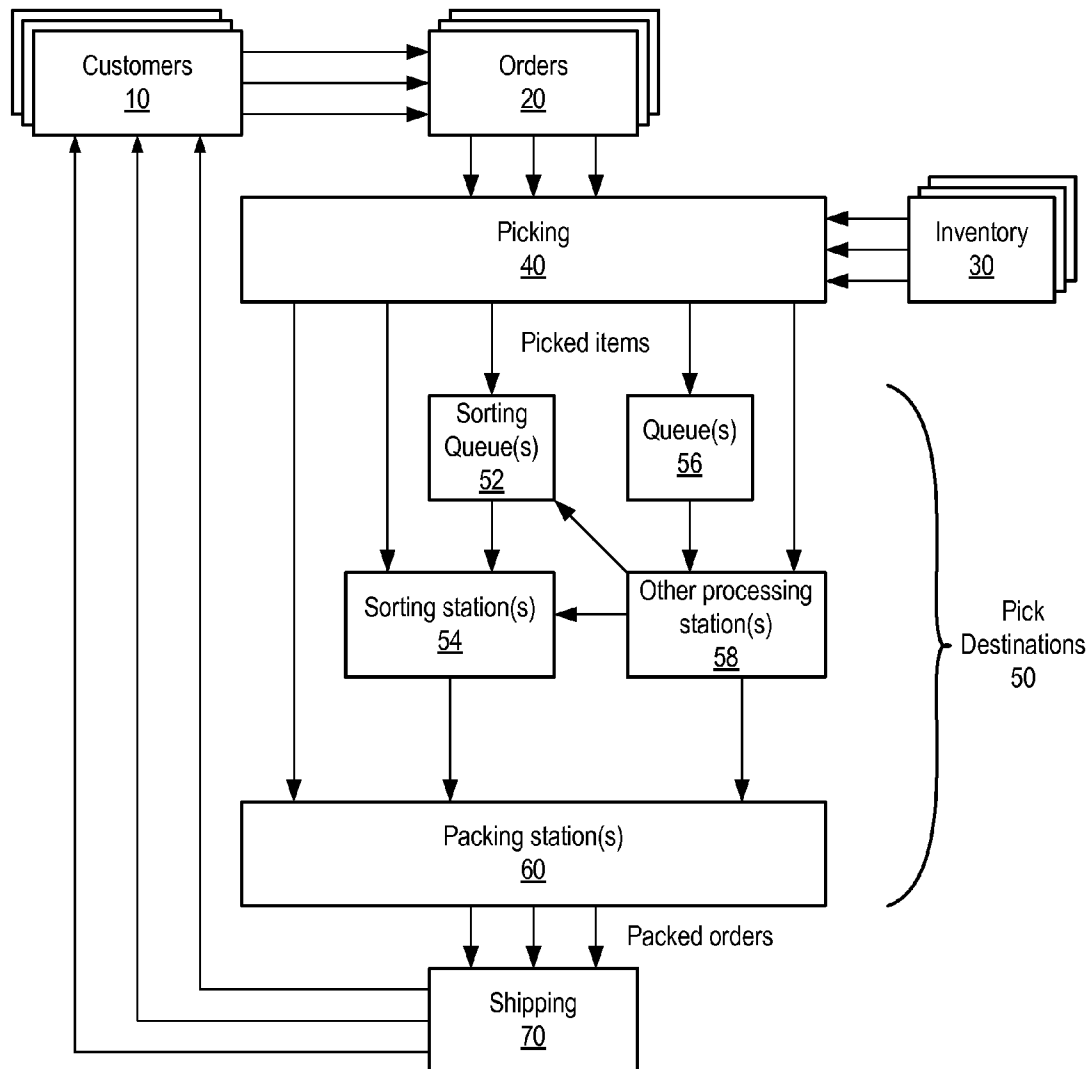 Customers
10
Orders
20
Picking
40
Inventory
30
Picked items
Sorting
Queue(s)
52
Queue(s)
56
Sorting station(s)
54
Other processing
station(s)
58
Pick
Destinations
50
Packing station(s)
60
Packed orders
Shipping
70